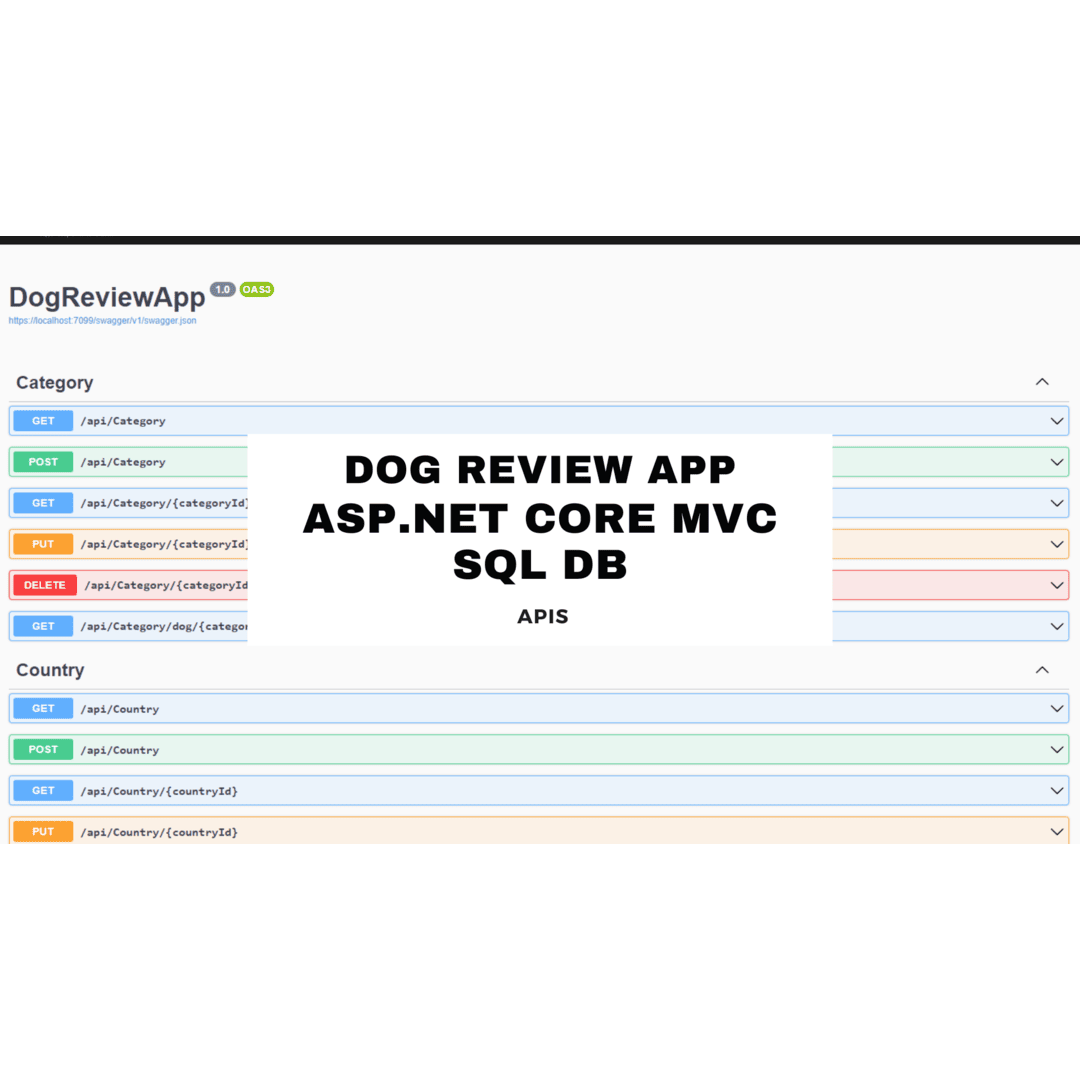 DogReviewApp 1.0 OAS3
https://localhost:7099/swagger/v1/swagger.json
Category
GET /api/Category
POST /api/Category
GET /api/Category/{categoryId}
PUT /api/Category/{categoryId}
DELETE /api/Category/{categoryId
GET /api/Category/dog/{categor
DOG REVIEW APP
ASP.NET CORE MVC
SQL DB
APIS
Country
GET /api/Country
POST /api/Country
GET /api/Country/{countryId}
PUT /api/Country/{countryId}